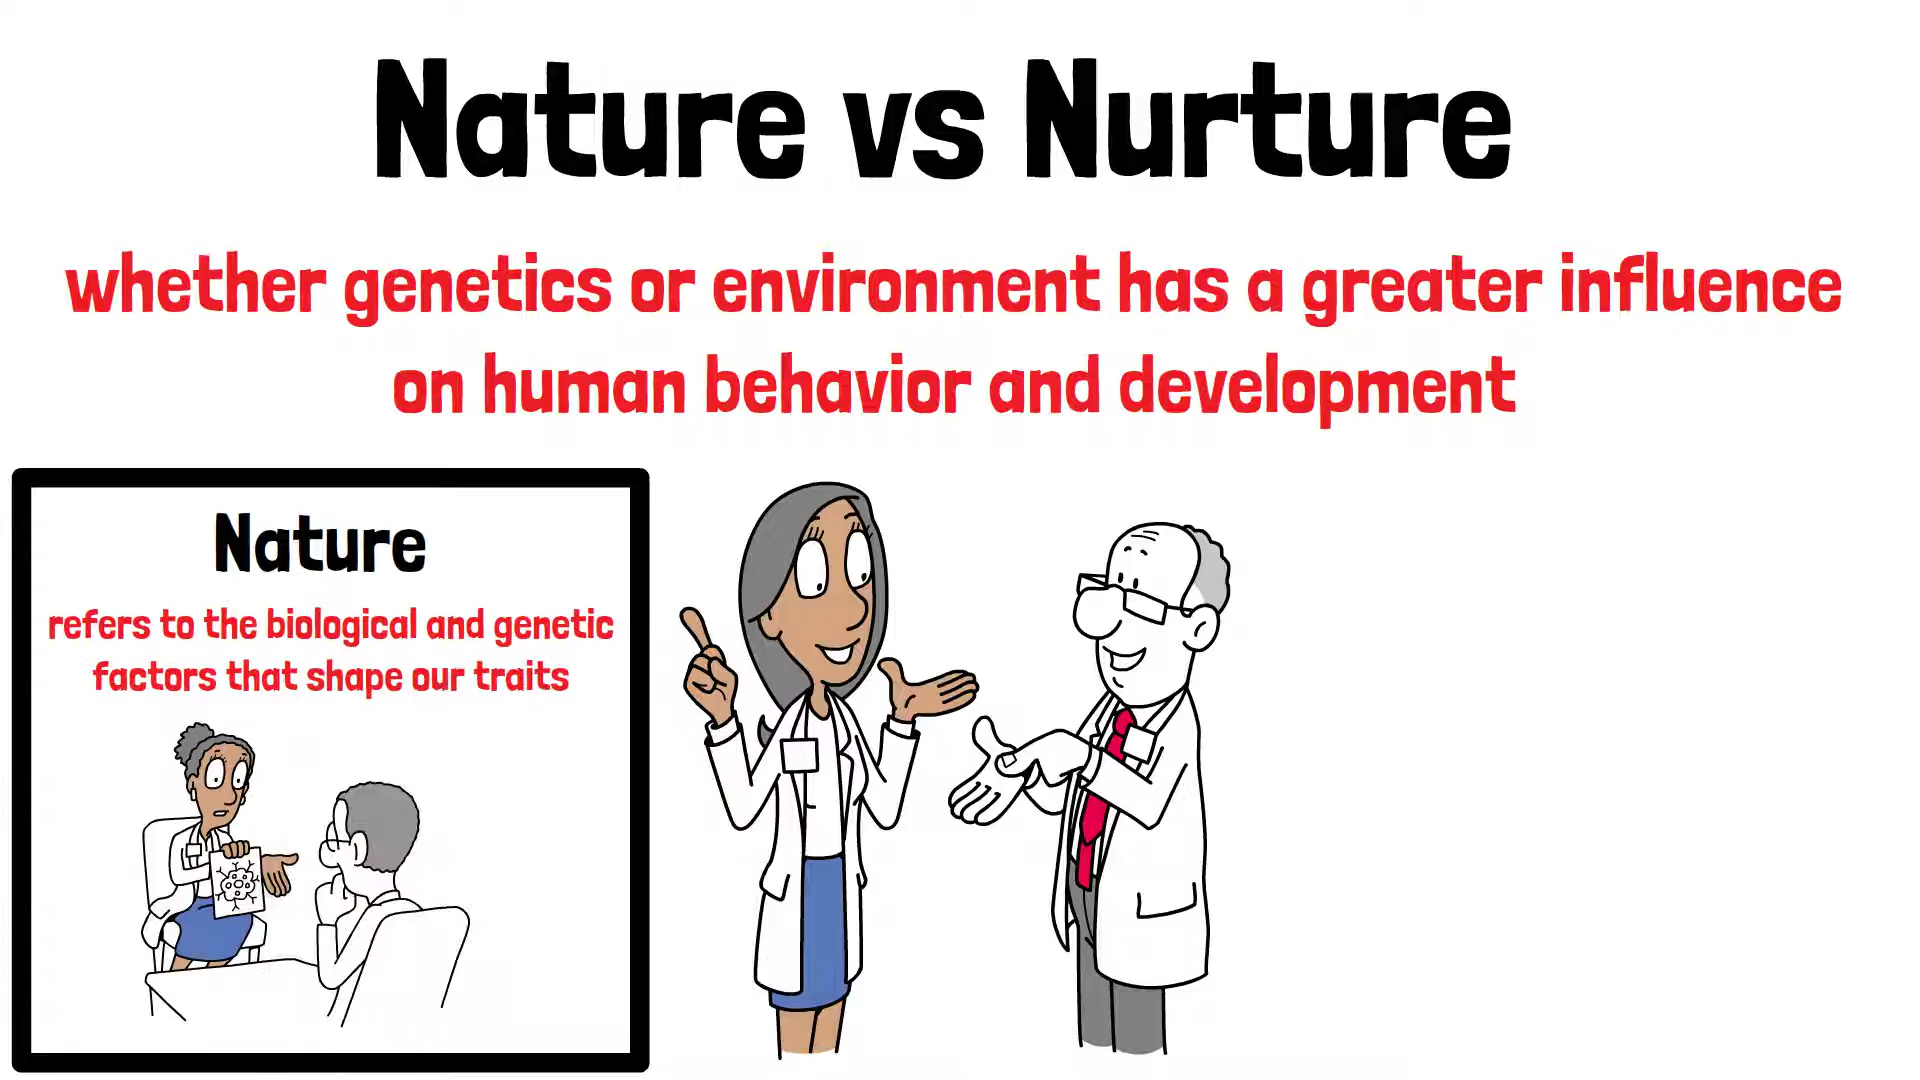 Nature vs Nurture
whether genetics or environment has a greater influence
on human behavior and development
Nature
refers to the biological and genetic
factors that shape our traits